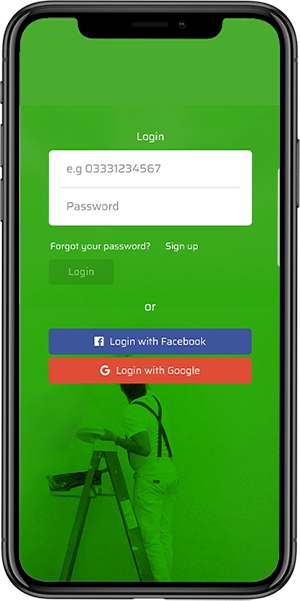 Login
e.g 03331234567
Password
Forgot your password? Sign up
Login
or
Login with Facebook
G Login with Google